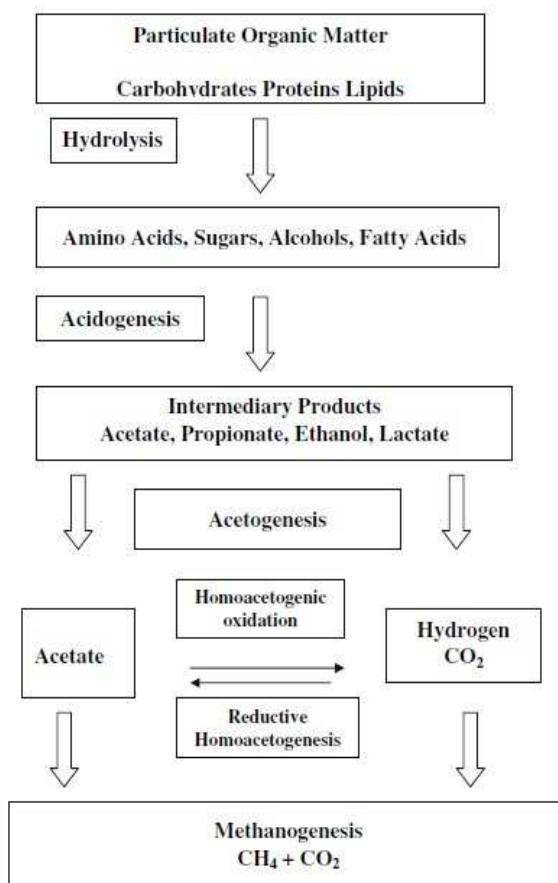 Particulate Organic Matter
Carbohydrates Proteins Lipids
Hydrolysis
Amino Acids, Sugars, Alcohols, Fatty Acids
Acidogenesis
Intermediary Products
Acetate, Propionate, Ethanol, Lactate
Acetogenesis
Homoacetogenic
oxidation
Acetate
Hydrogen
CO₂
Reductive
Homoacetogenesis
Methanogenesis
CH₄ + CO₂